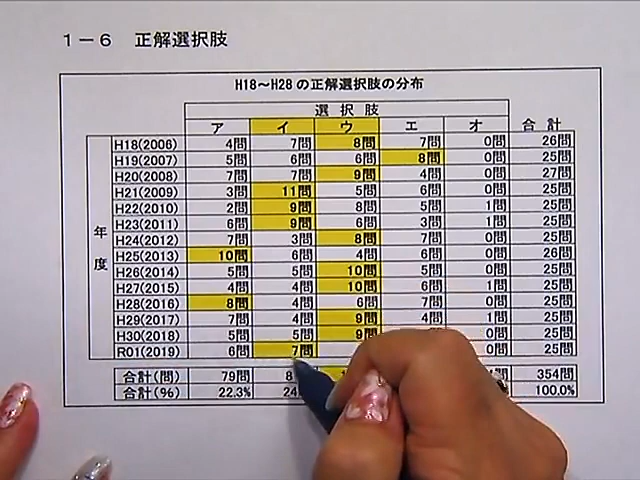 1－6 正解選択肢
H18～H28の正解選択肢の分布
選択肢
ア イ ウ エ オ 合計
年度
H18(2006) 4問 7問 8問 7問 0問 26問
H19(2007) 5問 6問 6問 8問 0問 25問
H20(2008) 7問 7問 9問 4問 0問 27問
H21(2009) 3問 11問 5問 6問 0問 25問
H22(2010) 2問 9問 8問 5問 1問 25問
H23(2011) 6問 9問 6問 3問 1問 25問
H24(2012) 7問 3問 8問 7問 0問 25問
H25(2013) 10問 6問 4問 6問 0問 26問
H26(2014) 5問 5問 10問 5問 0問 25問
H27(2015) 4問 4問 10問 6問 1問 25問
H28(2016) 8問 4問 6問 7問 0問 25問
H29(2017) 7問 4問 9問 4問 1問 25問
H30(2018) 5問 5問 9問 0問 25問
R01(2019) 6問 7問 0問 25問
合計(問) 79問 354問
合計(%) 22.3% 100.0%